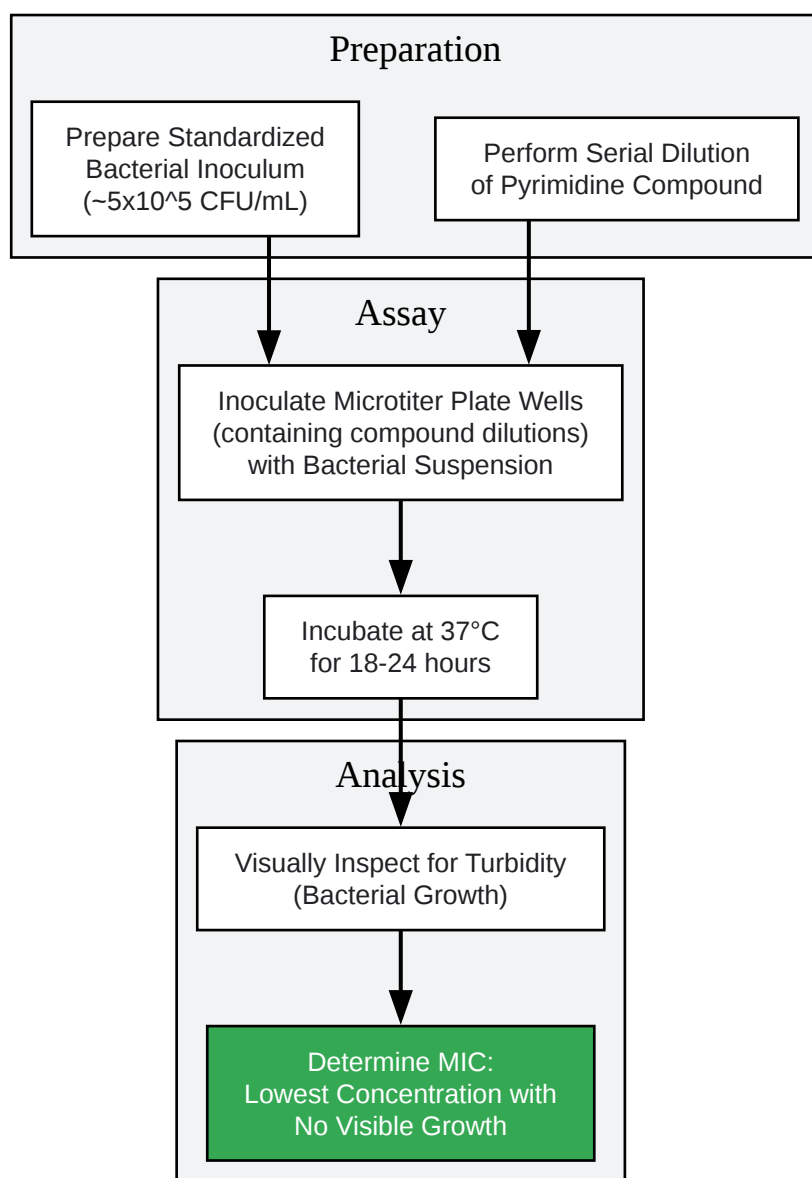 Preparation
Prepare Standardized
Bacterial Inoculum
(~5x10^5 CFU/mL)
Perform Serial Dilution
of Pyrimidine Compound
Assay
Inoculate Microtiter Plate Wells
(containing compound dilutions)
with Bacterial Suspension
Incubate at 37°C
for 18-24 hours
Analysis
Visually Inspect for Turbidity
(Bacterial Growth)
Determine MIC:
Lowest Concentration with
No Visible Growth